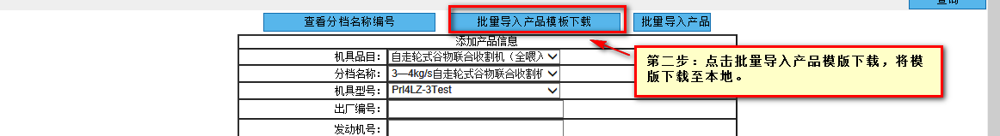 查询
查看分档名称编号 批量导入产品模板下载 批量导入产品
添加产品信息
机具品目： 自走轮式谷物联合收割机（全喂入
分档名称： 3—4kg/s自走轮式谷物联合收割机
机具型号： Prl4LZ-3Test
出厂编号：
发动机号：
第二步：点击批量导入产品模版下载，将模
版下载至本地。